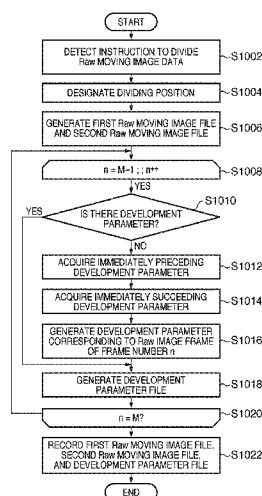 START
DETECT INSTRUCTION TO DIVIDE
Raw MOVING IMAGE DATA
S1002
DESIGNATE DIVIDING POSITION
S1004
GENERATE FIRST Raw MOVING IMAGE FILE
AND SECOND Raw MOVING IMAGE FILE
S1006
n = M−1 ; ; n++
S1008
YES
S1010
YES
IS THERE DEVELOPMENT
PARAMETER?
NO
ACQUIRE IMMEDIATELY PRECEDING
DEVELOPMENT PARAMETER
S1012
ACQUIRE IMMEDIATELY SUCCEEDING
DEVELOPMENT PARAMETER
S1014
GENERATE DEVELOPMENT PARAMETER
CORRESPONDING TO Raw IMAGE FRAME
OF FRAME NUMBER n
S1016
GENERATE DEVELOPMENT
PARAMETER FILE
S1018
n = M?
S1020
RECORD FIRST Raw MOVING IMAGE FILE,
SECOND Raw MOVING IMAGE FILE,
AND DEVELOPMENT PARAMETER FILE
S1022
END